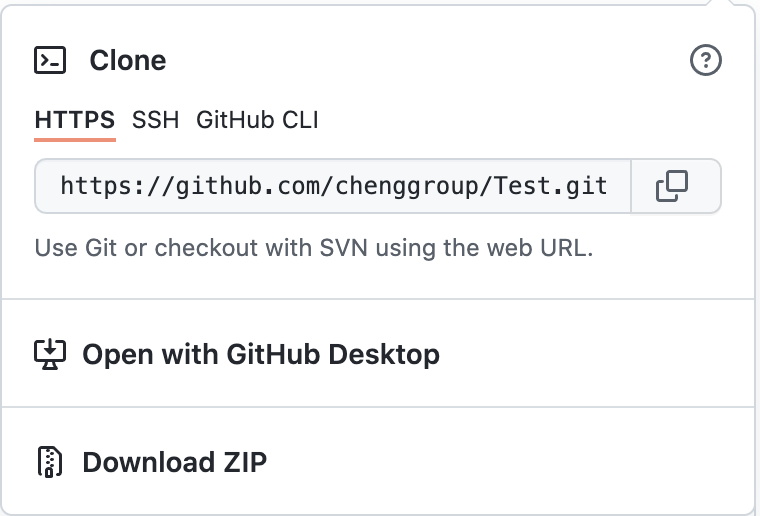 Clone
HTTPS SSH GitHub CLI
https://github.com/chenggroup/Test.git
Use Git or checkout with SVN using the web URL.
Open with GitHub Desktop
Download ZIP